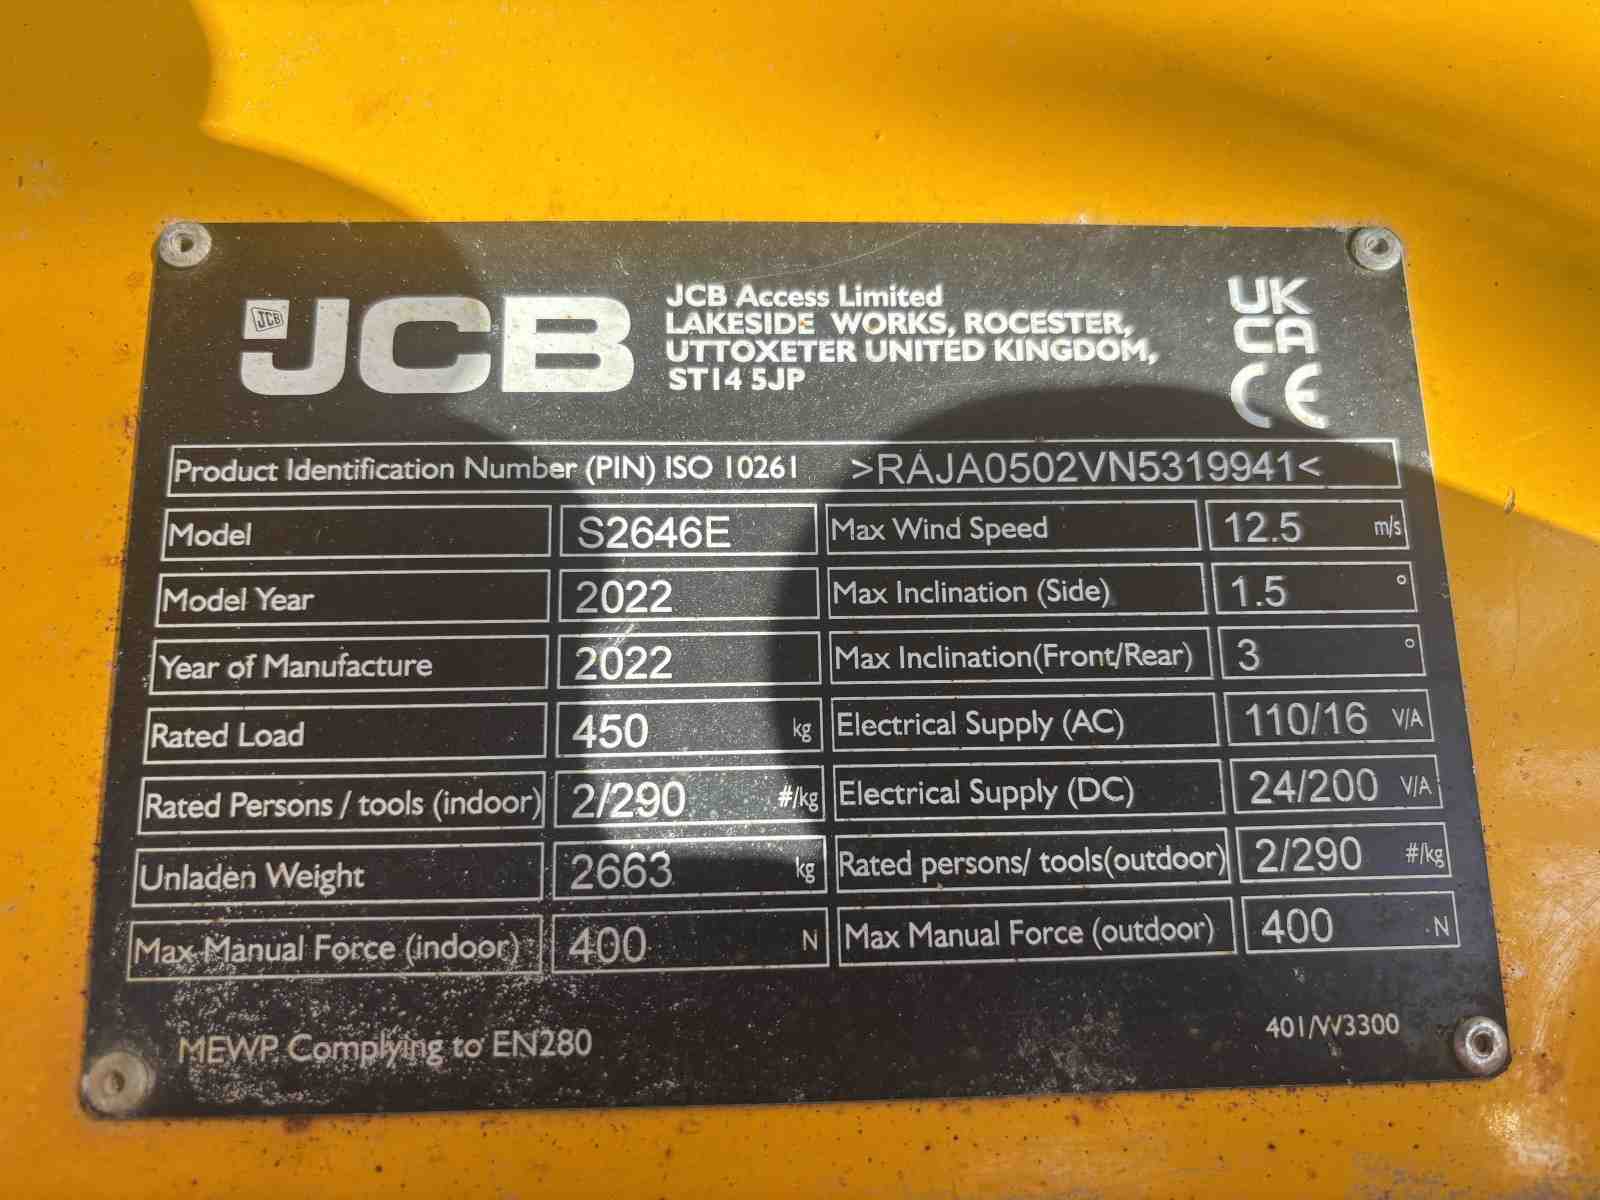 JCB
JCB
JCB Access Limited
LAKESIDE WORKS, ROCESTER,
UTTOXETER UNITED KINGDOM,
ST14 5JP
UK
CA
CE
Product Identification Number (PIN) ISO 10261 >RAJA0502VN5319941<
Model S2646E Max Wind Speed 12.5 m/s
Model Year 2022 Max Inclination (Side) 1.5 °
Year of Manufacture 2022 Max Inclination(Front/Rear) 3 °
Rated Load 450 kg Electrical Supply (AC) 110/16 V/A
Rated Persons / tools (indoor) 2/290 #/kg Electrical Supply (DC) 24/200 V/A
Unladen Weight 2663 kg Rated persons/ tools(outdoor) 2/290 #/kg
Max Manual Force (indoor) 400 N Max Manual Force (outdoor) 400 N
MEWP Complying to EN280
401/W3300